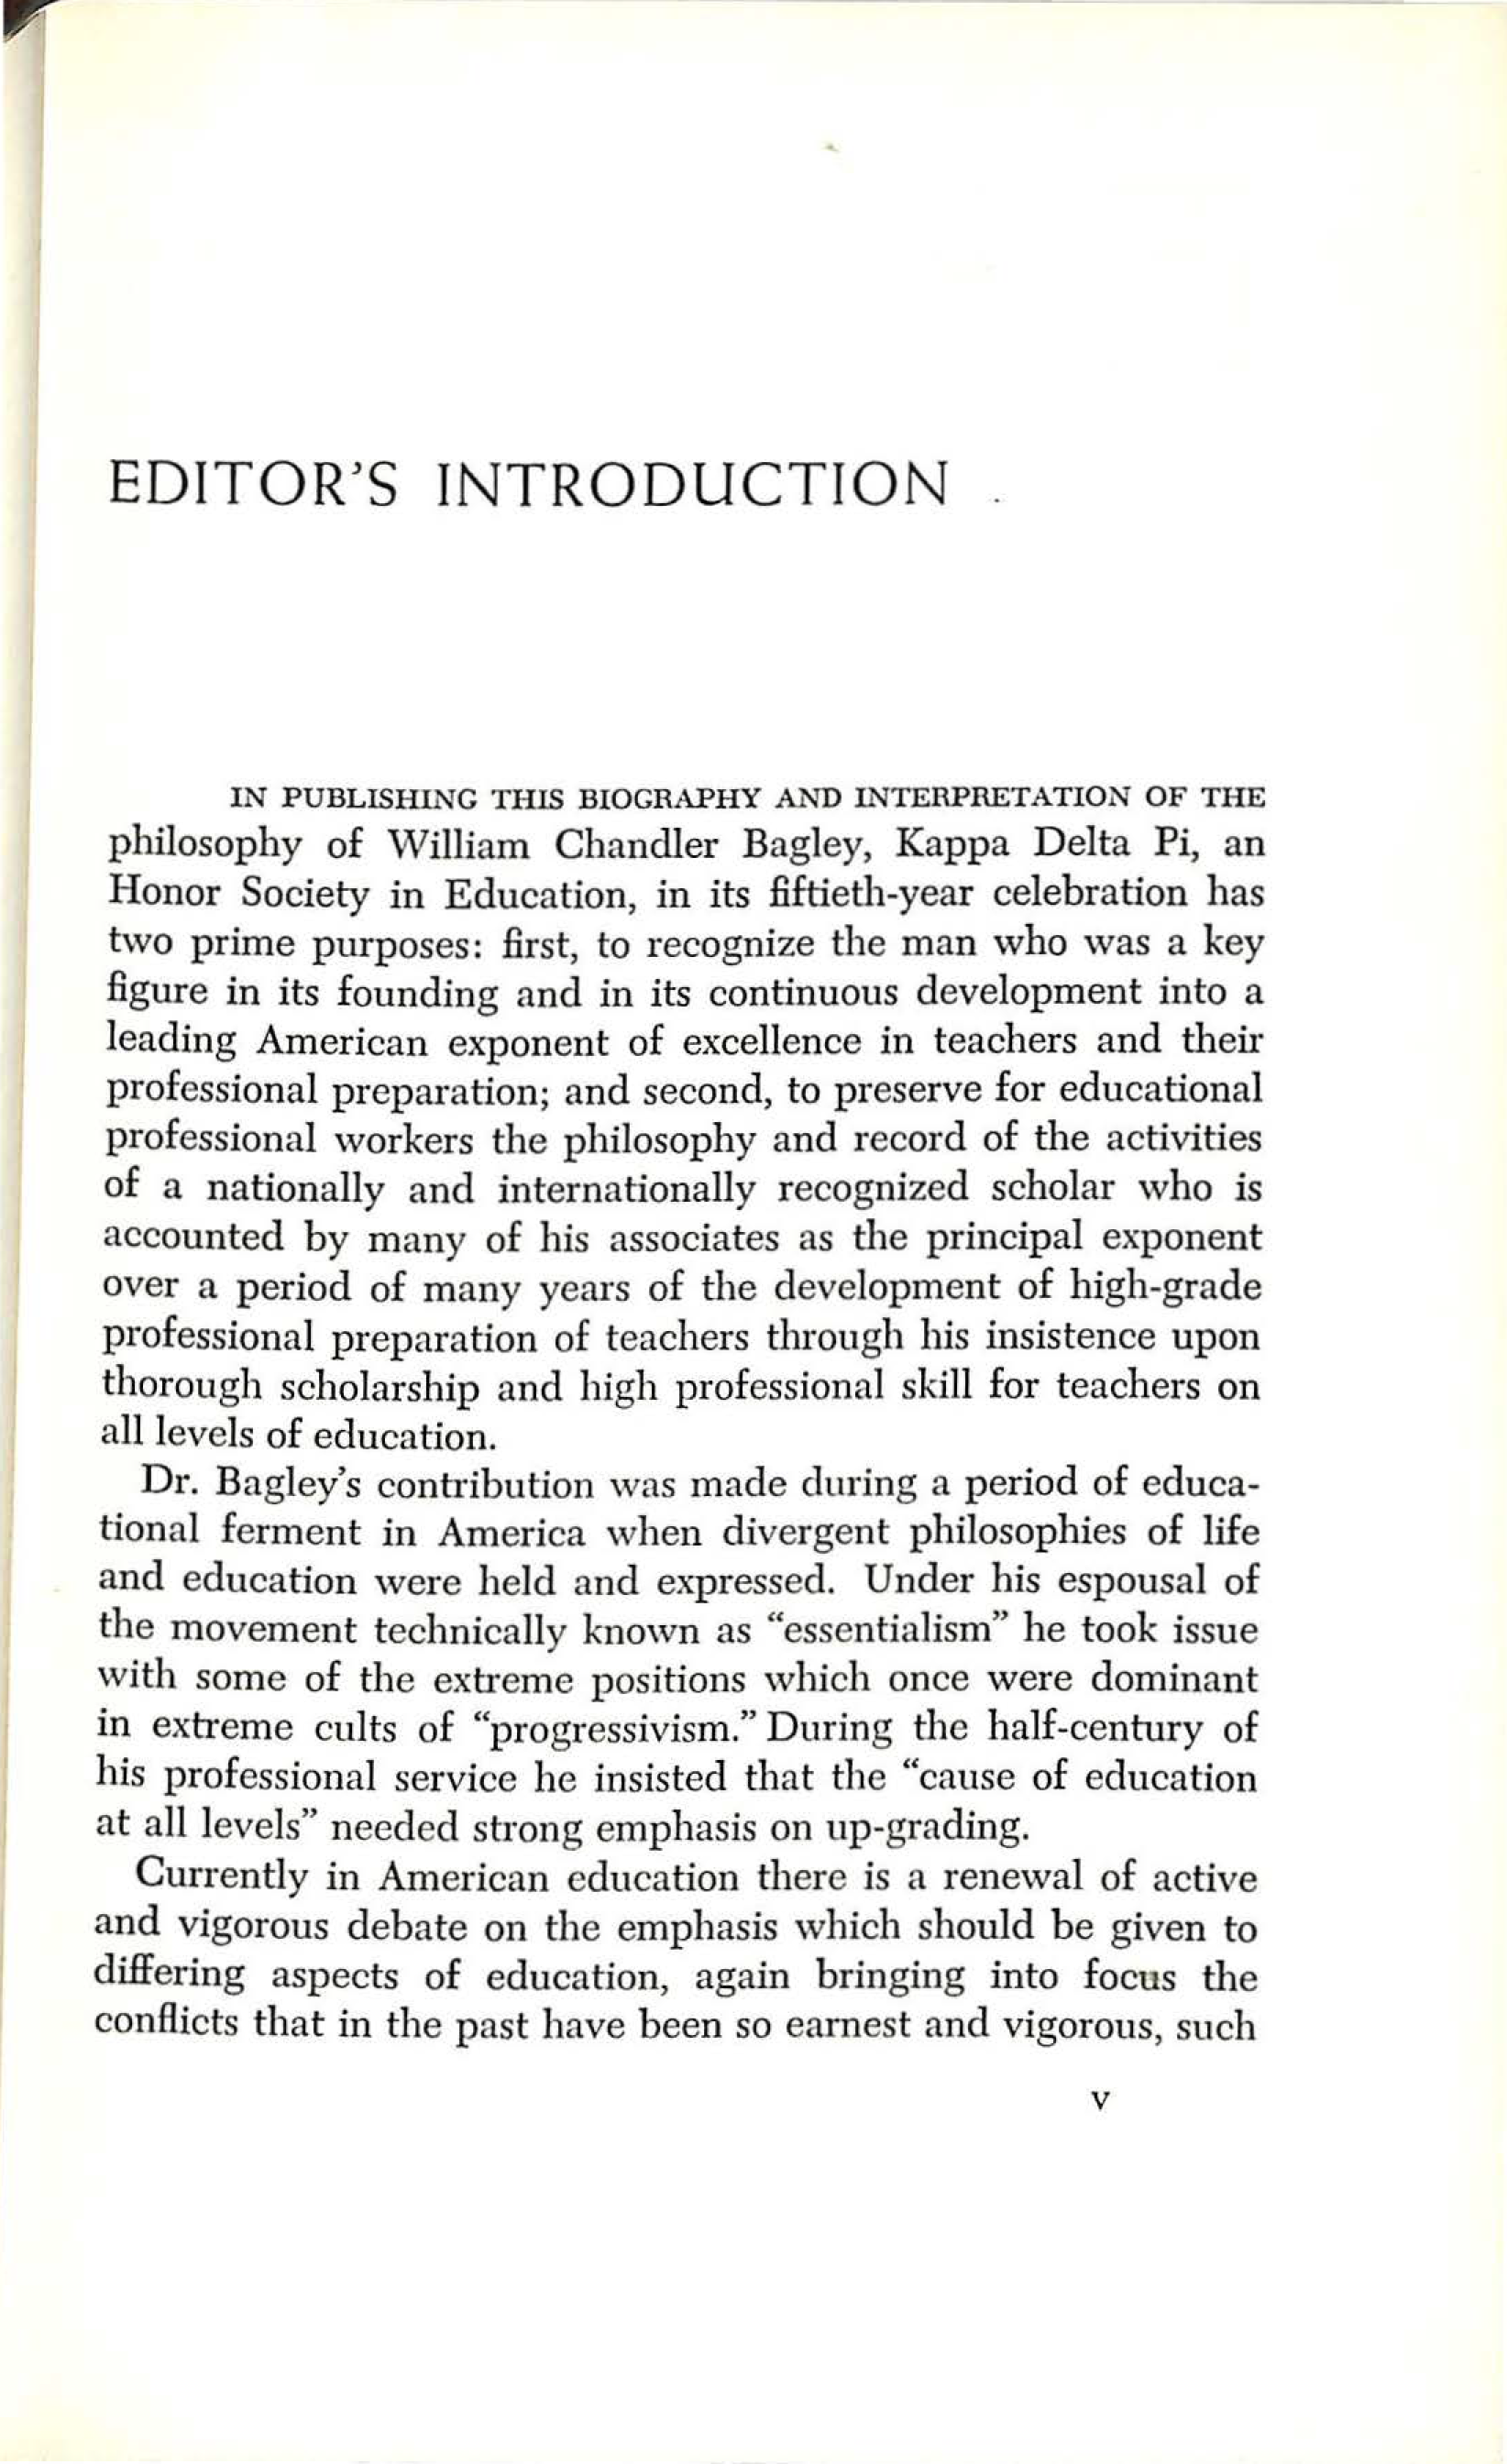 EDITOR'S INTRODUCTION
IN PUBLISHING THIS BIOGRAPHY AND INTERPRETATION OF THE
philosophy of William Chandler Bagley, Kappa Delta Pi, an
Honor Society in Education, in its fiftieth-year celebration has
two prime purposes: first, to recognize the man who was a key
figure in its founding and in its continuous development into a
leading American exponent of excellence in teachers and their
professional preparation; and second, to preserve for educational
professional workers the philosophy and record of the activities
of a nationally and internationally recognized scholar who is
accounted by many of his associates as the principal exponent
over a period of many years of the development of high-grade
professional preparation of teachers through his insistence upon
thorough scholarship and high professional skill for teachers on
all levels of education.
Dr. Bagley's contribution was made during a period of educa-
tional ferment in America when divergent philosophies of life
and education were held and expressed. Under his espousal of
the movement technically known as “essentialism” he took issue
with some of the extreme positions which once were dominant
in extreme cults of “progressivism.” During the half-century of
his professional service he insisted that the “cause of education
at all levels” needed strong emphasis on up-grading.
Currently in American education there is a renewal of active
and vigorous debate on the emphasis which should be given to
differing aspects of education, again bringing into focus the
conflicts that in the past have been so earnest and vigorous, such
v